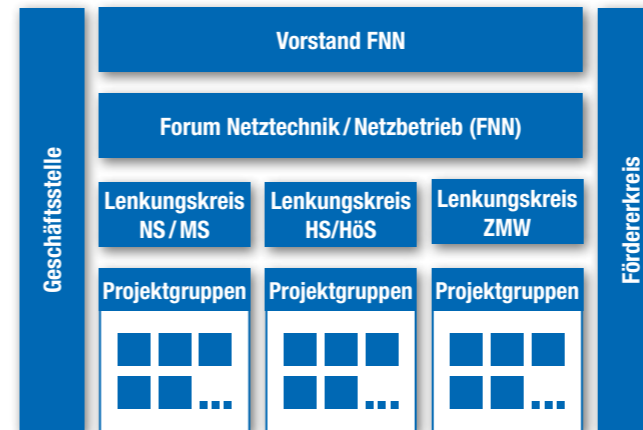 Geschäftsstelle
Vorstand FNN
Forum Netztechnik / Netzbetrieb (FNN)
Lenkungskreis
NS / MS
Lenkungskreis
HS/HöS
Lenkungskreis
ZMW
Projektgruppen
Projektgruppen
Projektgruppen
Fördererkreis